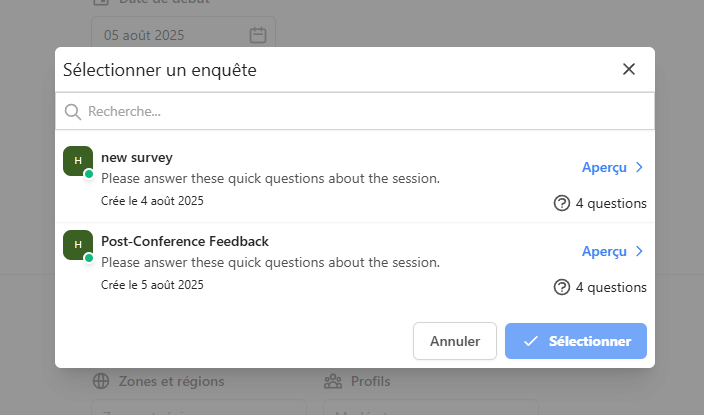 Date de début
05 août 2025
Sélectionner un enquête
Recherche...
H
new survey
Please answer these quick questions about the session.
Crée le 4 août 2025
Aperçu
4 questions
H
Post-Conference Feedback
Please answer these quick questions about the session.
Crée le 5 août 2025
Aperçu
4 questions
Annuler
Sélectionner
Zones et régions
Profils